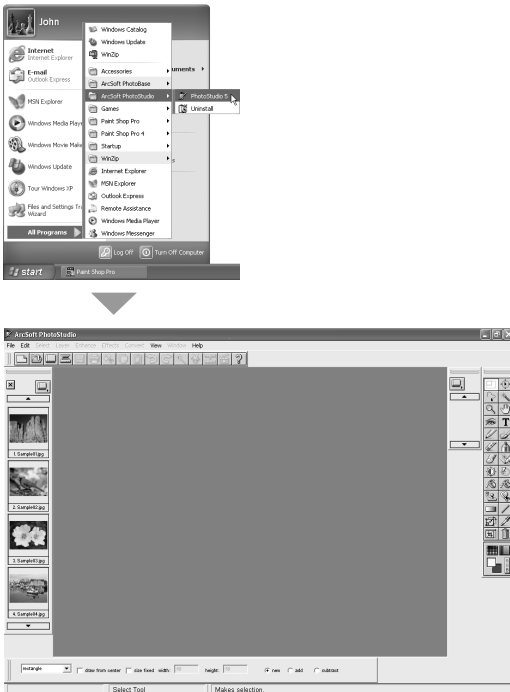 John
Internet
Internet Explorer
E-mail
Outlook Express
MSN Explorer
Windows Media Playe
Windows Movie Make
Windows Update
Tour Windows XP
Files and Settings Tra
Wizard
All Programs
Windows Catalog
Windows Update
WinZip
Accessories
ArcSoft PhotoBase
ArcSoft PhotoStudio
Games
Paint Shop Pro
Paint Shop Pro 4
Startup
WinZip
Internet Explorer
MSN Explorer
Outlook Express
Remote Assistance
Windows Media Player
Windows Messenger
uments
PhotoStudio 5
Uninstall
s
Log Off
Turn Off Computer
start
Paint Shop Pro
ArcSoft PhotoStudio
File Edit Select Layer Enhance Effects Convert View Window Help
1. Sample01.jpg
2. Sample02.jpg
3. Sample03.jpg
4. Sample04.jpg
rectangle draw from center size fixed width: height: new add subtract
Select Tool Makes selection.